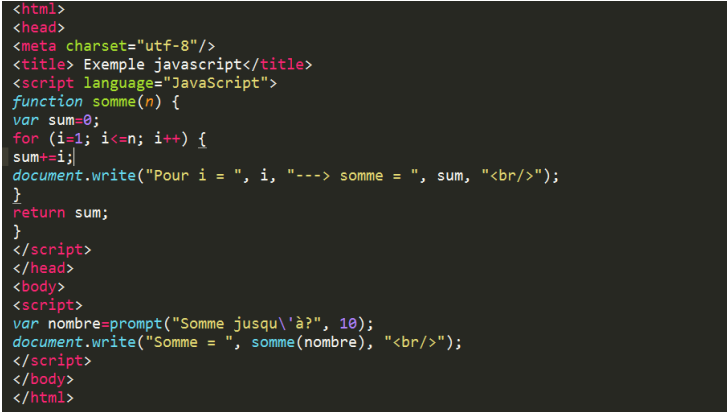 <html>
<head>
<meta charset="utf-8"/>
<title> Exemple javascript</title>
<script language="JavaScript">
function somme(n) {
var sum=0;
for (i=1; i<=n; i++) {
sum+=i;
document.write("Pour i = ", i, "---> somme = ", sum, "<br/>");
}
return sum;
}
</script>
</head>
<body>
<script>
var nombre=prompt("Somme jusqu\'à?", 10);
document.write("Somme = ", somme(nombre), "<br/>");
</script>
</body>
</html>